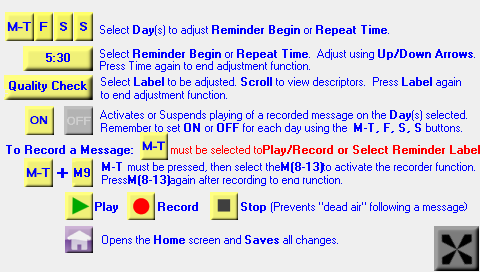 M-T F S S Select Day(s) to adjust Reminder Begin or Repeat Time.
5:30 Select Reminder Begin or Repeat Time. Adjust using Up/Down Arrows.
Press Time again to end adjustment function.
Quality Check Select Label to be adjusted. Scroll to view descriptors. Press Label again
to end adjustment function.
ON OFF Activates or Suspends playing of a recorded message on the Day(s) selected.
Remember to set ON or OFF for each day using the M-T, F, S, S buttons.
To Record a Message: M-T must be selected to Play/Record or Select Reminder Label
M-T + M9 M-T must be pressed, then select the M(8-13) to activate the recorder function.
Press M(8-13) again after recording to end runction.
Play Record Stop (Prevents "dead air" following a message)
Opens the Home screen and Saves all changes.